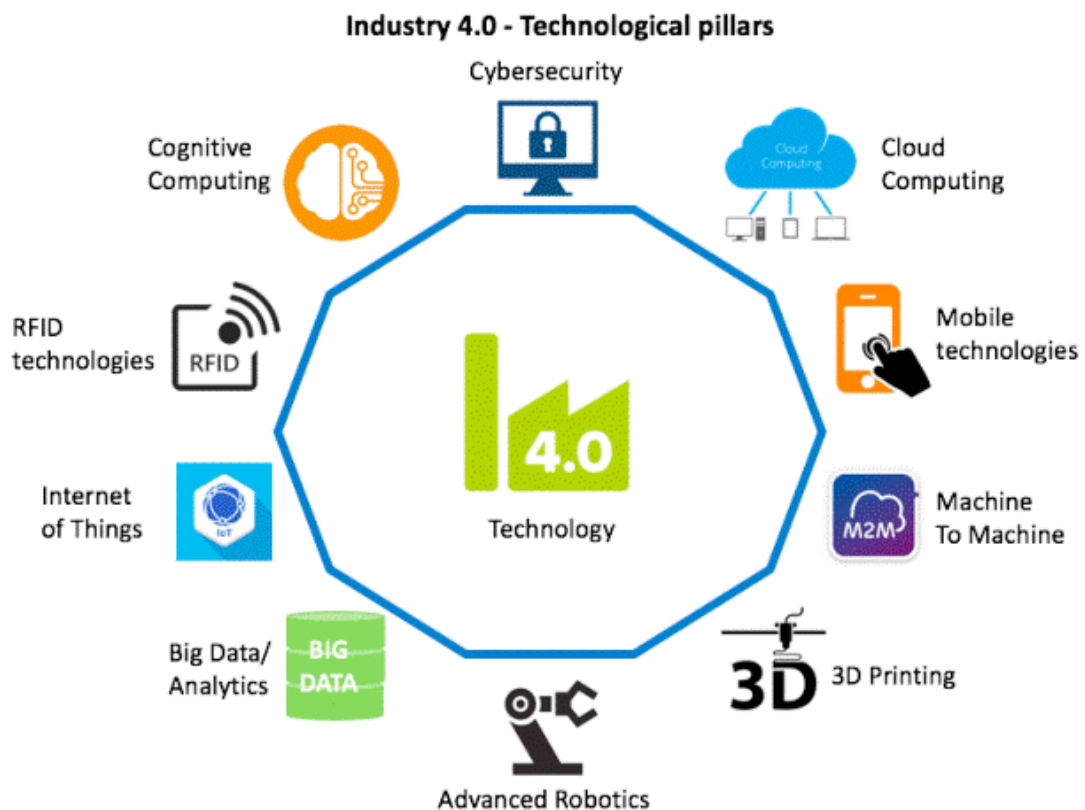 Industry 4.0 - Technological pillars
Cybersecurity
Cloud
Computing
Cloud
Computing
Mobile
technologies
M2M
Machine
To Machine
3D
3D Printing
Advanced Robotics
BIG
DATA
Big Data/
Analytics
IoT
Internet
of Things
RFID
RFID
technologies
Cognitive
Computing
4.0
Technology